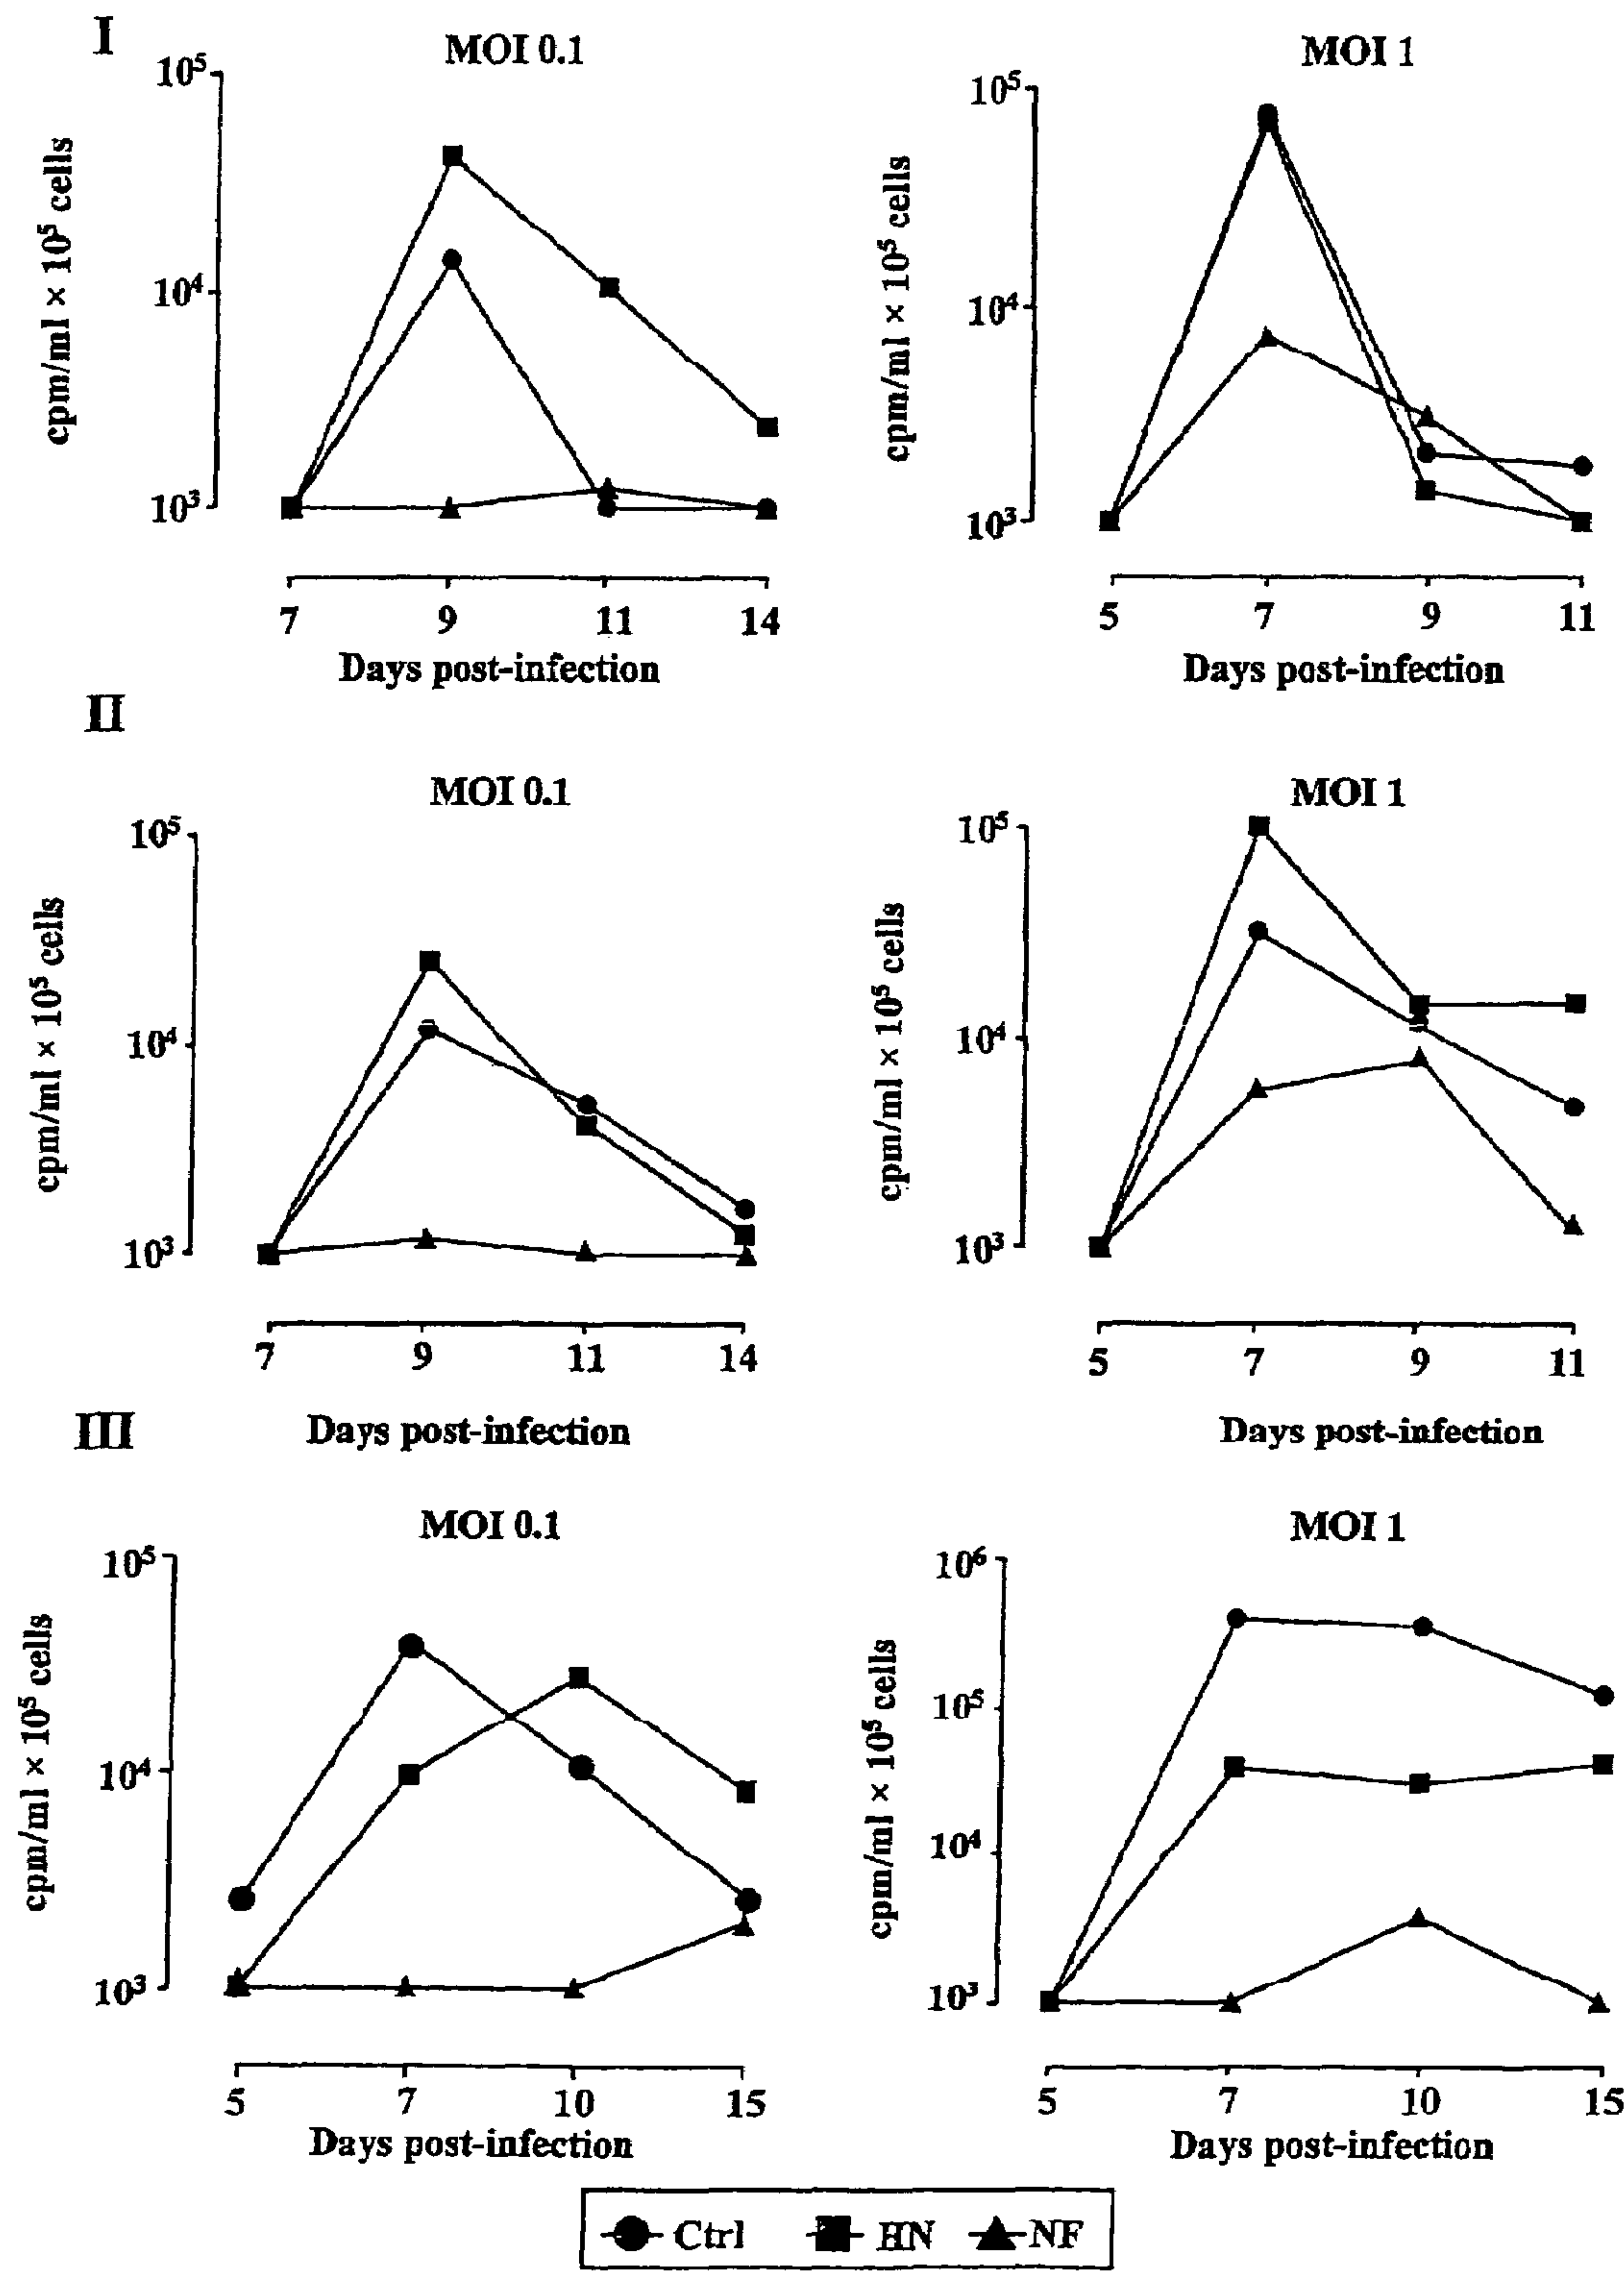 I
MOI 0.1
10⁵
10⁴
10³
cpm/ml × 10⁵ cells
7 9 11 14
Days post-infection
MOI 1
10⁵
10⁴
10³
cpm/ml × 10⁵ cells
5 7 9 11
Days post-infection
II
MOI 0.1
10⁵
10⁴
10³
cpm/ml × 10⁵ cells
7 9 11 14
Days post-infection
MOI 1
10⁵
10⁴
10³
cpm/ml × 10⁵ cells
5 7 9 11
Days post-infection
III
MOI 0.1
10⁵
10⁴
10³
cpm/ml × 10⁵ cells
5 7 10 15
Days post-infection
MOI 1
10⁶
10⁵
10⁴
10³
cpm/ml × 10⁵ cells
5 7 10 15
Days post-infection
Ctrl HN NF